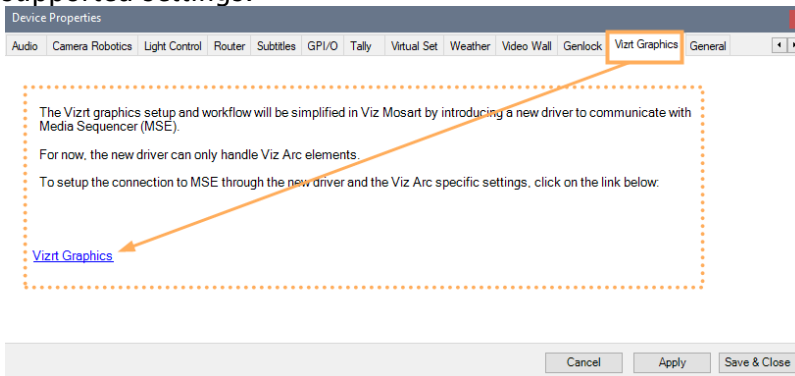 supported settings.
Device Properties
Audio Camera Robotics Light Control Router Subtitles GPI/O Tally Virtual Set Weather Video Wall Genlock Vizrt Graphics General
The Vizrt graphics setup and workflow will be simplified in Viz Mosart by introducing a new driver to communicate with
Media Sequencer (MSE).
For now, the new driver can only handle Viz Arc elements.
To setup the connection to MSE through the new driver and the Viz Arc specific settings, click on the link below:
Vizrt Graphics
Cancel Apply Save & Close